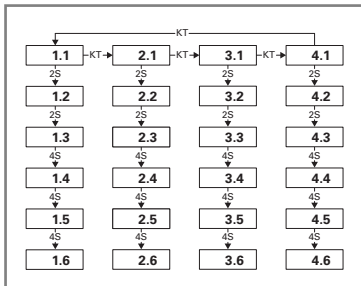 KT
1.1 KT 2.1 KT 3.1 KT 4.1
2S 2S 2S 2S
1.2 2.2 3.2 4.2
2S 2S 2S 2S
1.3 2.3 3.3 4.3
4S 4S 4S 4S
1.4 2.4 3.4 4.4
4S 4S 4S 4S
1.5 2.5 3.5 4.5
4S 4S 4S 4S
1.6 2.6 3.6 4.6